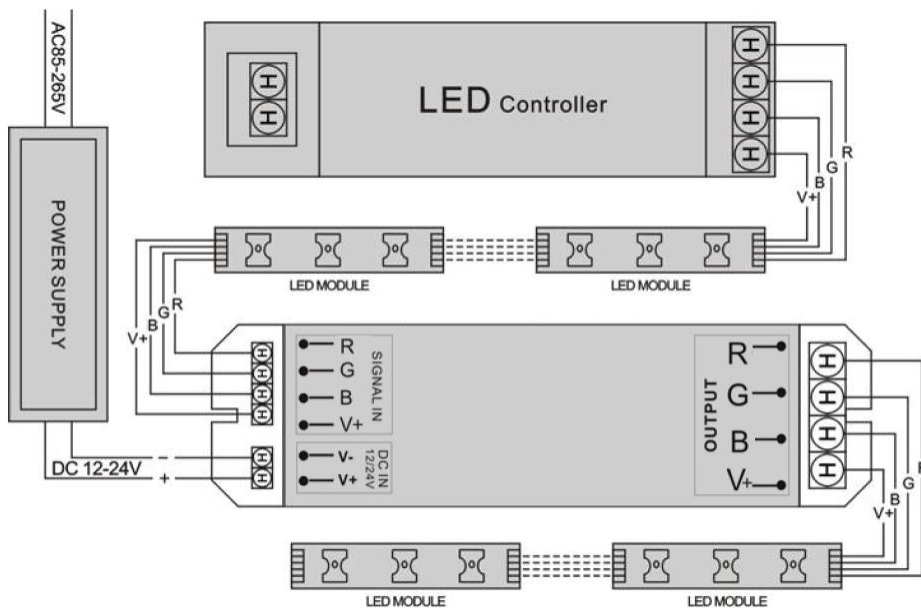 AC85-265V
POWER SUPPLY
DC 12-24V
-
+
LED Controller
R
G
B
V+
LED MODULE
LED MODULE
R
G
B
V+
R
G
B
V+
SIGNAL IN
V-
V+
DC IN
12/24V
OUTPUT
R
G
B
V+
G
B
V+
LED MODULE
LED MODULE